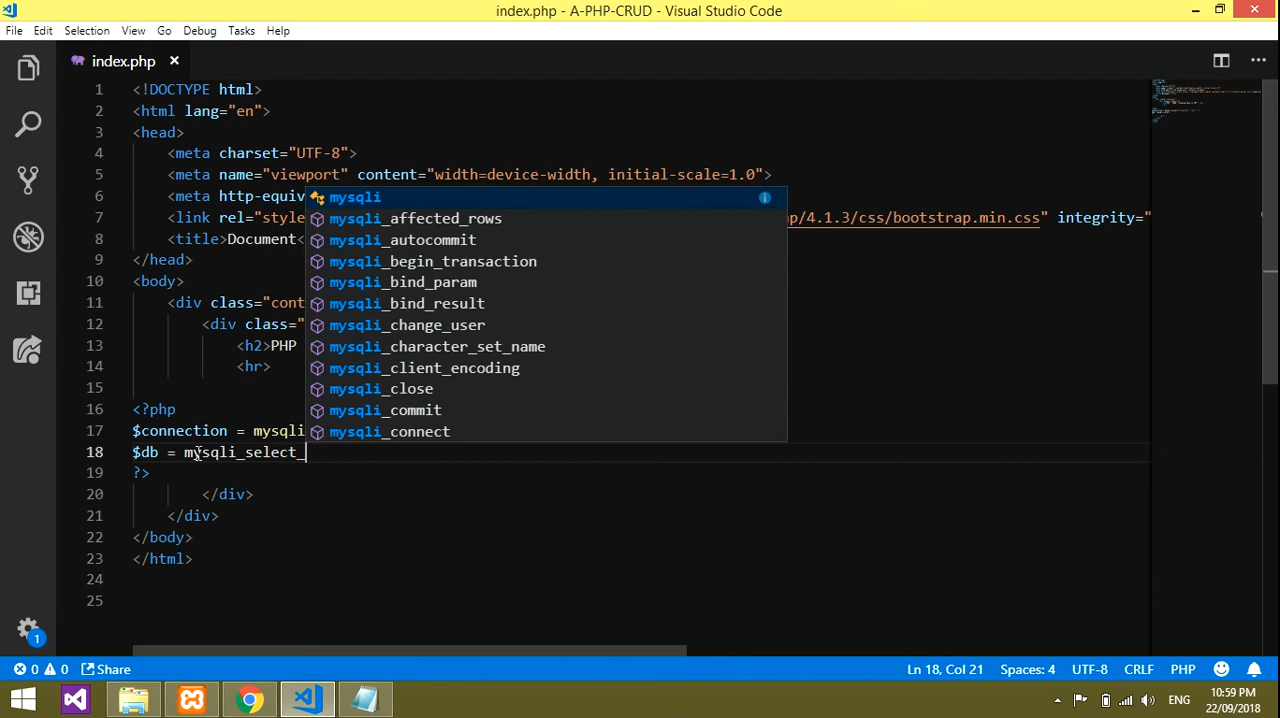 index.php - A-PHP-CRUD - Visual Studio Code
File Edit Selection View Go Debug Tasks Help
index.php
1 <!DOCTYPE html>
2 <html lang="en">
3 <head>
4 <meta charset="UTF-8">
5 <meta name="viewport" content="width=device-width, initial-scale=1.0">
6 <meta http-equiv
mysqli
7 <link rel="style
mysqli_affected_rows
p/4.1.3/css/bootstrap.min.css" integrity="
8 <title>Document<
mysqli_autocommit
9 </head>
mysqli_begin_transaction
10 <body>
mysqli_bind_param
11 <div class="cont
mysqli_bind_result
12 <div class="
mysqli_change_user
13 <h2>PHP
mysqli_character_set_name
14 <hr>
mysqli_client_encoding
15
mysqli_close
16 <?php
mysqli_commit
17 $connection = mysqli
mysqli_connect
18 $db = mysqli_select_
19 ?>
20 </div>
21 </div>
22 </body>
23 </html>
24
25
1
0 0 Share
Ln 18, Col 21 Spaces: 4 UTF-8 CRLF PHP
ENG
10:59 PM
22/09/2018